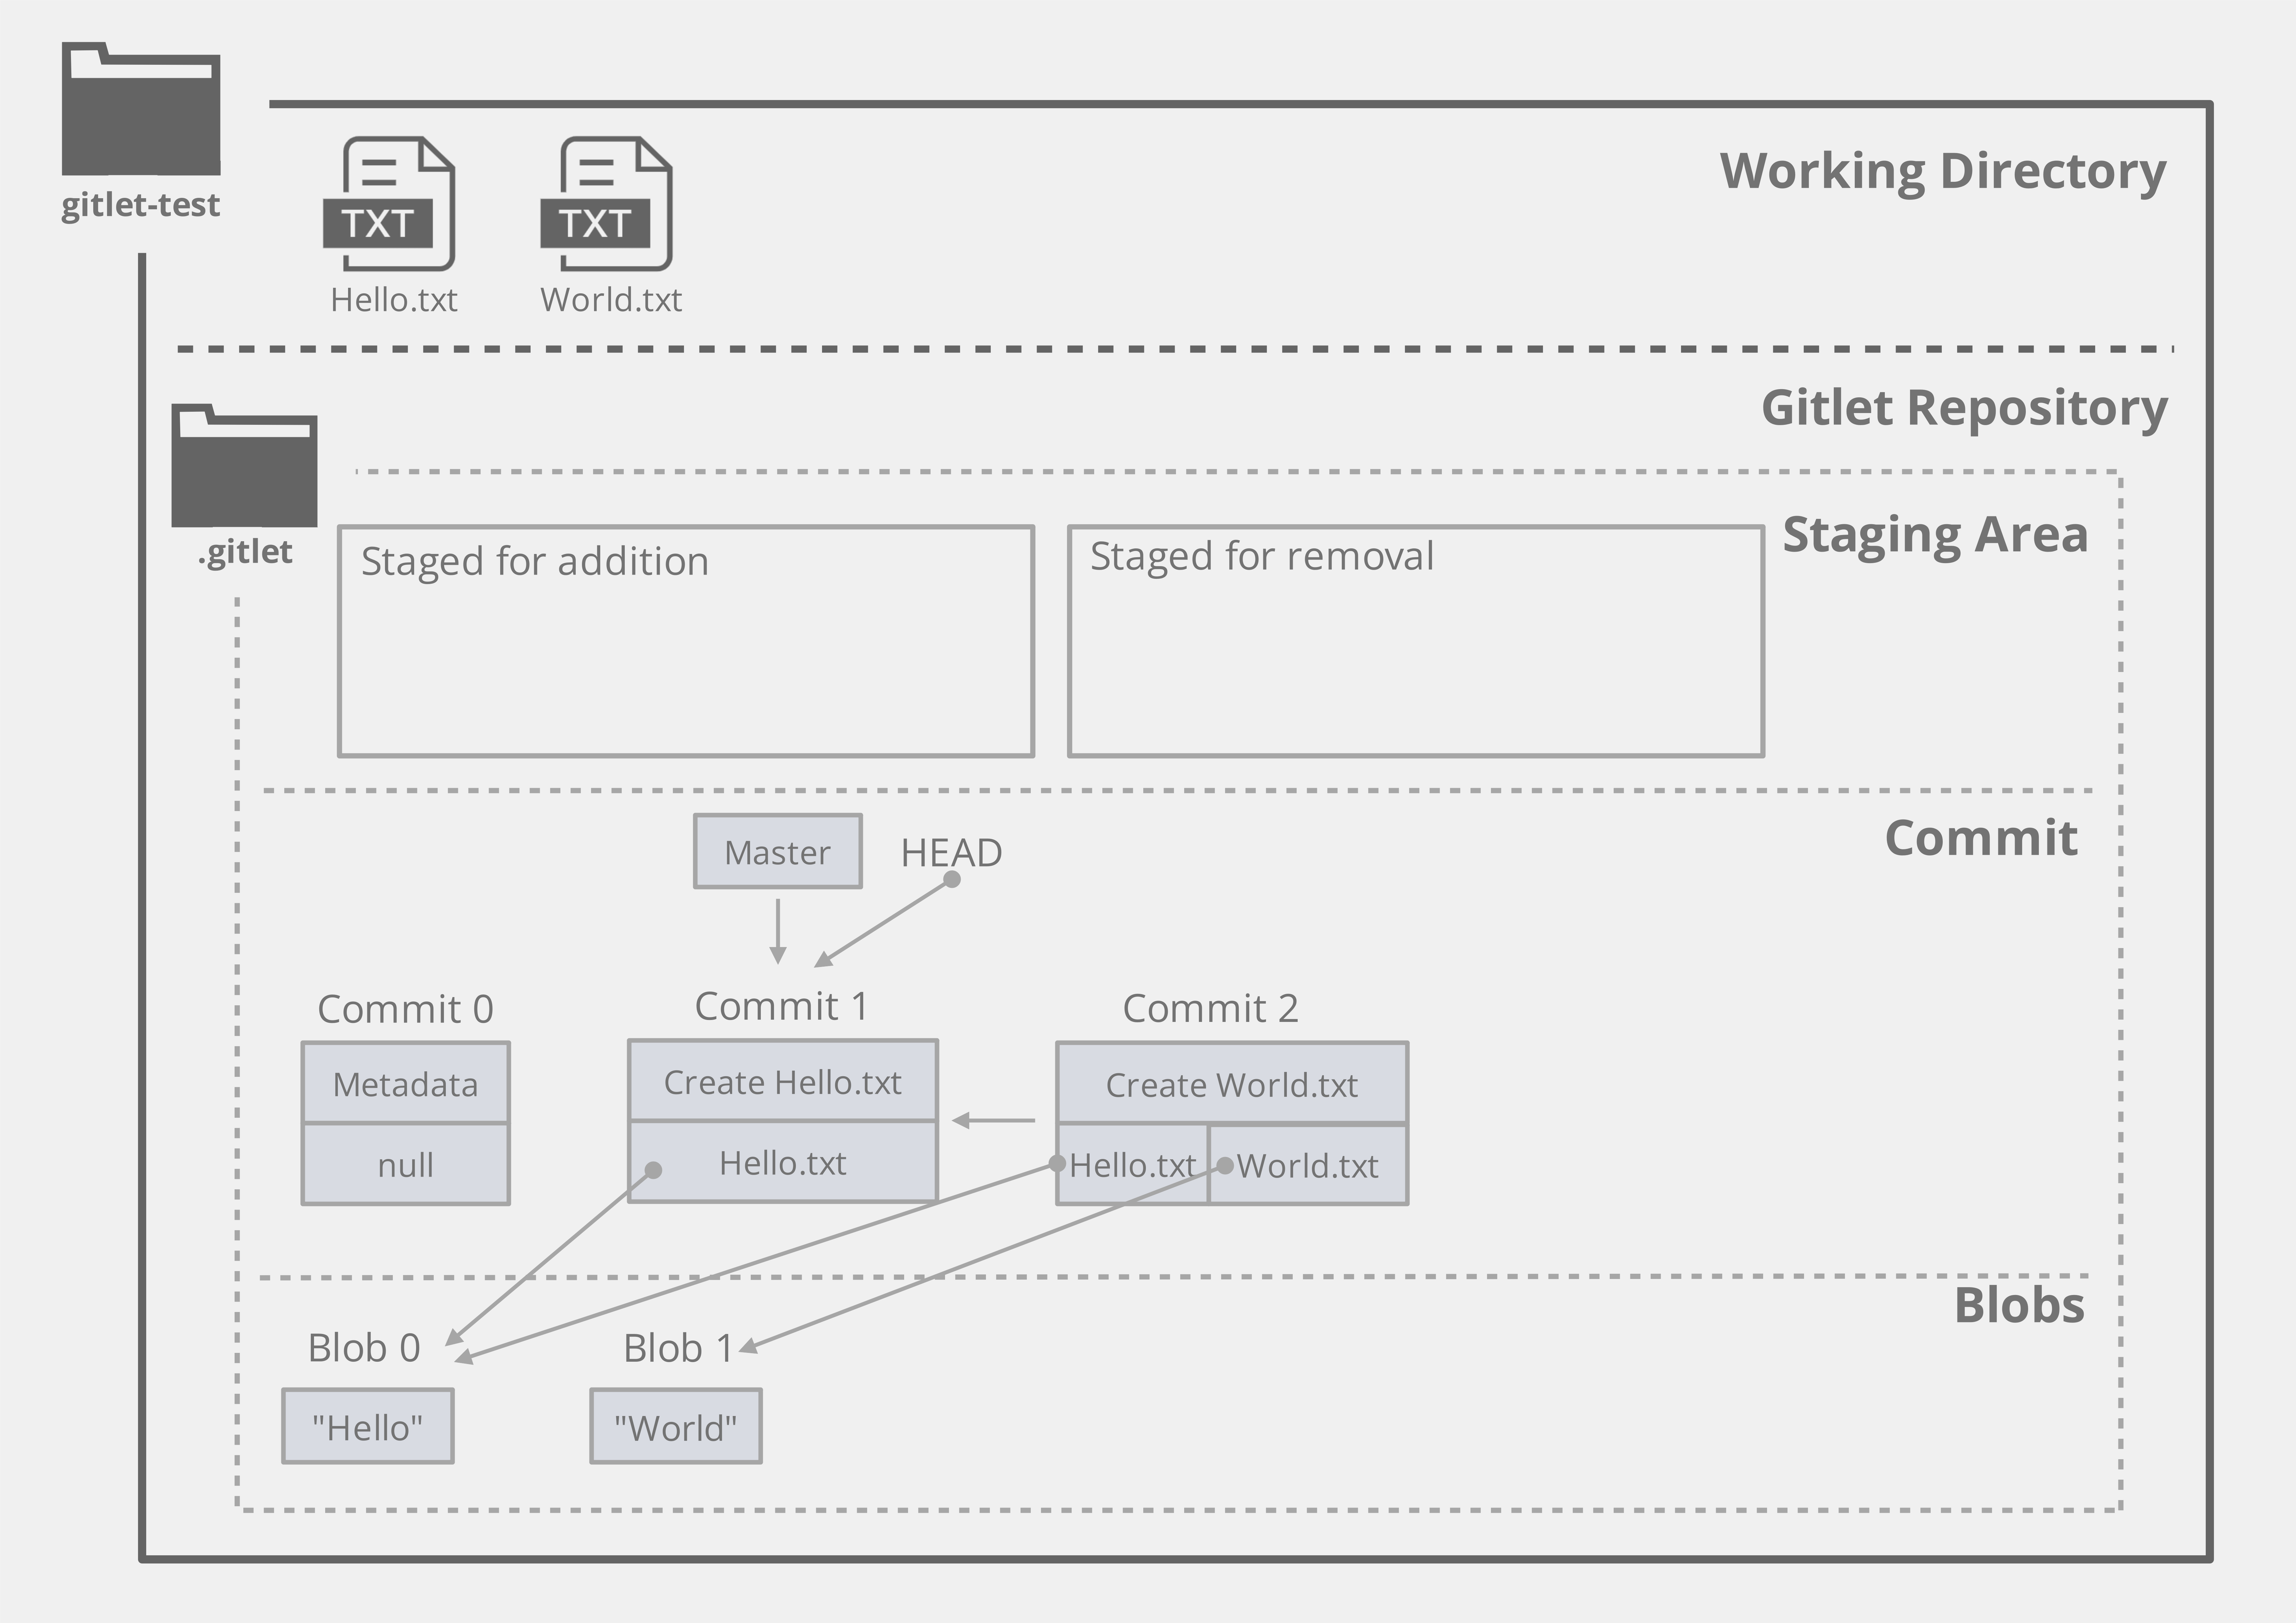 gitlet-test
Working Directory
TXT
TXT
Hello.txt
World.txt
Gitlet Repository
.gitlet
Staging Area
Staged for addition
Staged for removal
Commit
Master
HEAD
Commit 0
Commit 1
Commit 2
Metadata
Create Hello.txt
Create World.txt
null
Hello.txt
Hello.txt
World.txt
Blobs
Blob 0
Blob 1
"Hello"
"World"